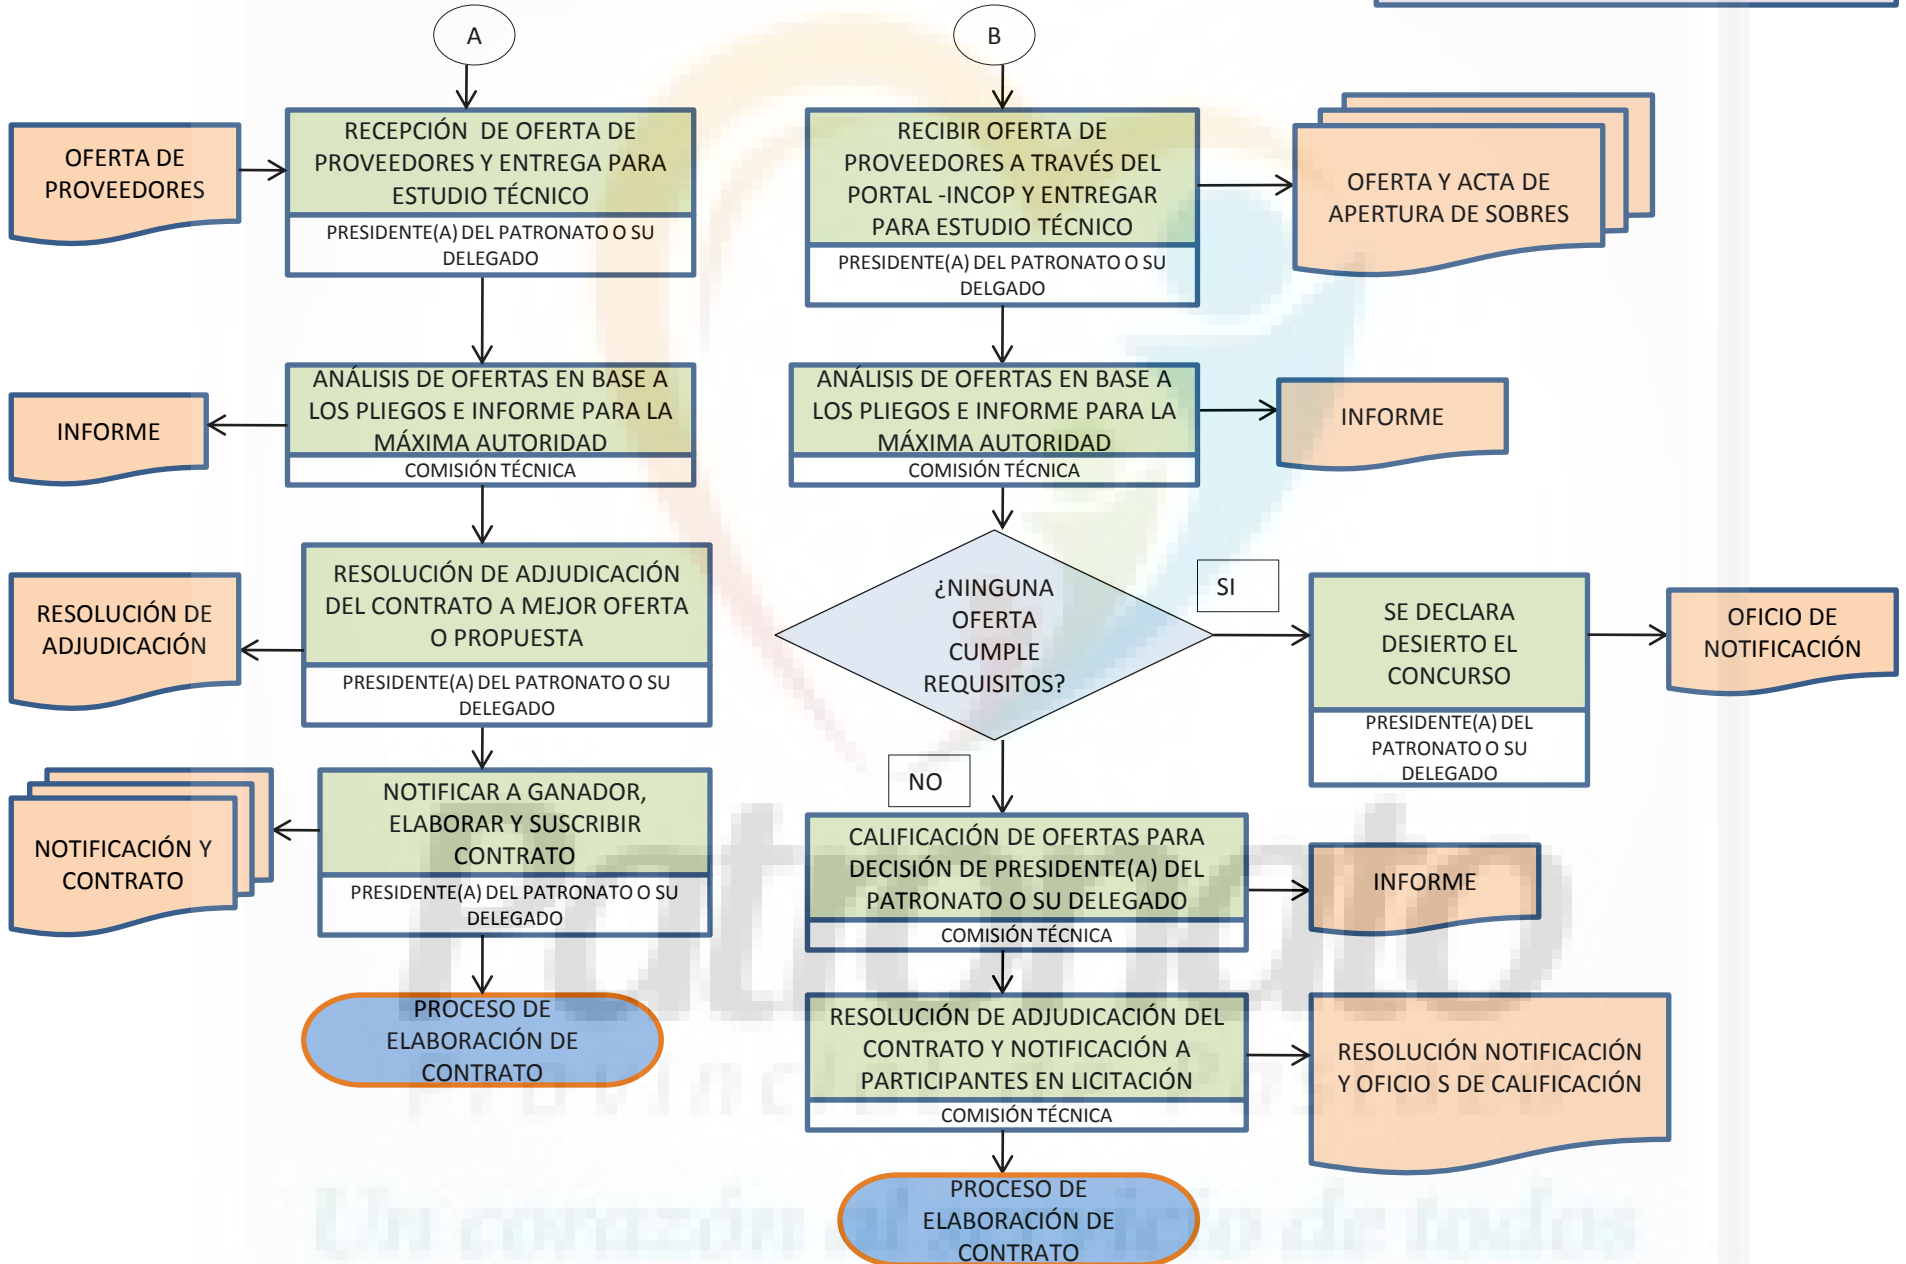 A
B
OFERTA DE
PROVEEDORES
RECEPCIÓN DE OFERTA DE
PROVEEDORES Y ENTREGA PARA
ESTUDIO TÉCNICO
PRESIDENTE(A) DEL PATRONATO O SU
DELEGADO
RECIBIR OFERTA DE
PROVEEDORES A TRAVÉS DEL
PORTAL -INCOP Y ENTREGAR
PARA ESTUDIO TÉCNICO
PRESIDENTE(A) DEL PATRONATO O SU
DELGADO
OFERTA Y ACTA DE
APERTURA DE SOBRES
INFORME
ANÁLISIS DE OFERTAS EN BASE A
LOS PLIEGOS E INFORME PARA LA
MÁXIMA AUTORIDAD
COMISIÓN TÉCNICA
ANÁLISIS DE OFERTAS EN BASE A
LOS PLIEGOS E INFORME PARA LA
MÁXIMA AUTORIDAD
COMISIÓN TÉCNICA
INFORME
RESOLUCIÓN DE
ADJUDICACIÓN
RESOLUCIÓN DE ADJUDICACIÓN
DEL CONTRATO A MEJOR OFERTA
O PROPUESTA
PRESIDENTE(A) DEL PATRONATO O SU
DELEGADO
¿NINGUNA
OFERTA
CUMPLE
REQUISITOS?
SI
SE DECLARA
DESIERTO EL
CONCURSO
PRESIDENTE(A) DEL
PATRONATO O SU
DELEGADO
OFICIO DE
NOTIFICACIÓN
NO
NOTIFICACIÓN Y
CONTRATO
NOTIFICAR A GANADOR,
ELABORAR Y SUSCRIBIR
CONTRATO
PRESIDENTE(A) DEL PATRONATO O SU
DELEGADO
CALIFICACIÓN DE OFERTAS PARA
DECISIÓN DE PRESIDENTE(A) DEL
PATRONATO O SU DELEGADO
COMISIÓN TÉCNICA
INFORME
PROCESO DE
ELABORACIÓN DE
CONTRATO
RESOLUCIÓN DE ADJUDICACIÓN DEL
CONTRATO Y NOTIFICACIÓN A
PARTICIPANTES EN LICITACIÓN
COMISIÓN TÉCNICA
RESOLUCIÓN NOTIFICACIÓN
Y OFICIO S DE CALIFICACIÓN
PROCESO DE
ELABORACIÓN DE
CONTRATO
Patronato
Un corazón al servicio de todos